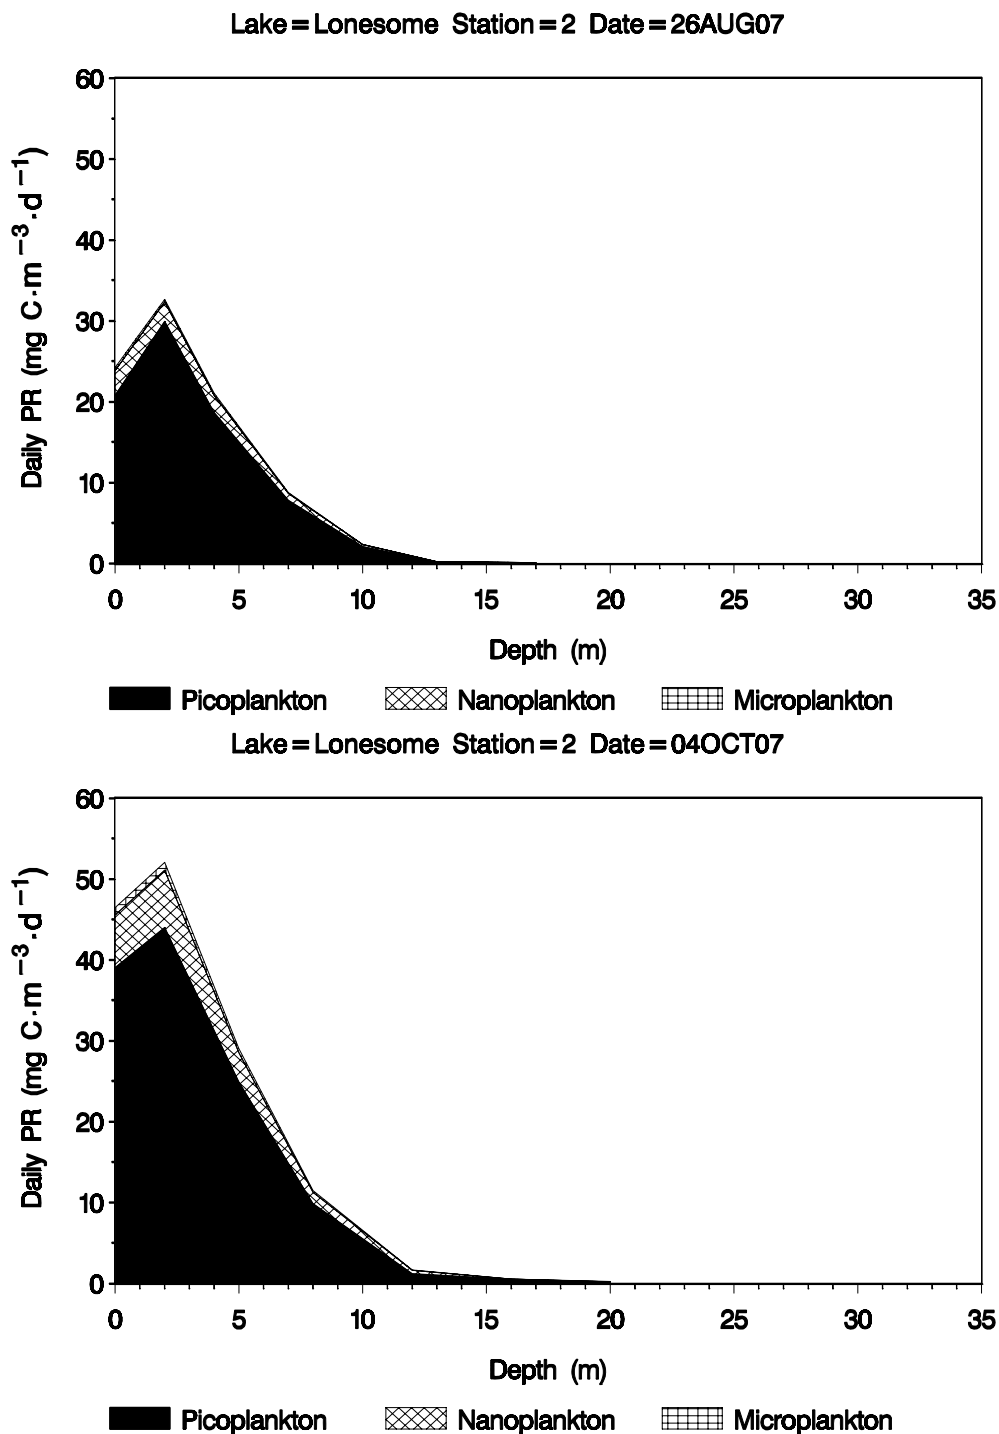 Lake=Lonesome Station=2 Date=26AUG07
60
50
40
30
20
10
0
Daily PR (mg C·m⁻³·d⁻¹)
0 5 10 15 20 25 30 35
Depth (m)
Picoplankton Nanoplankton Microplankton
Lake=Lonesome Station=2 Date=04OCT07
60
50
40
30
20
10
0
Daily PR (mg C·m⁻³·d⁻¹)
0 5 10 15 20 25 30 35
Depth (m)
Picoplankton Nanoplankton Microplankton